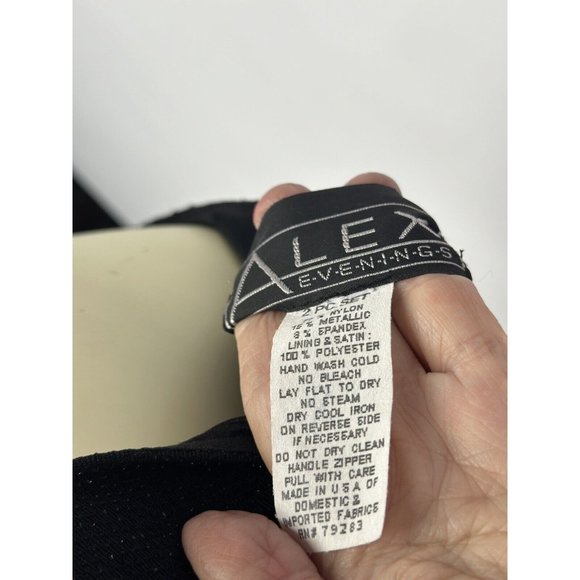 ALEX
E·V·E·N·I·N·G·S
2 PC SET
NYLON
METALLIC
SPANDEX
LINING & SATIN:
100% POLYESTER
HAND WASH COLD
NO BLEACH
LAY FLAT TO DRY
NO STEAM
DRY COOL IRON
ON REVERSE SIDE
IF NECESSARY
DO NOT DRY CLEAN
HANDLE ZIPPER
PULL WITH CARE
MADE IN USA OF
DOMESTIC &
IMPORTED FABRICS
RN# 79283